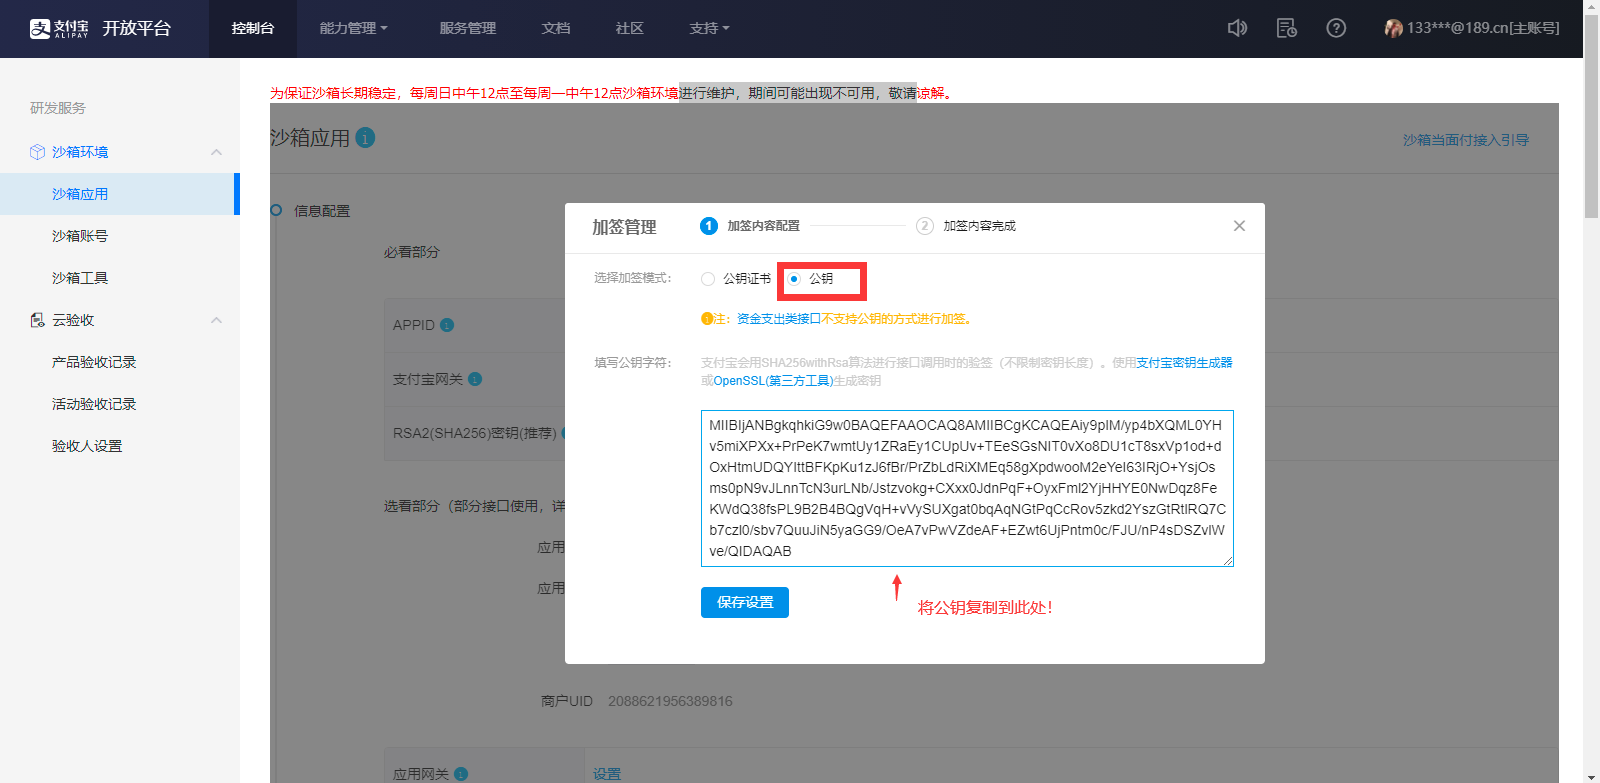 支付宝 ALIPAY 开放平台 控制台 能力管理 服务管理 文档 社区 支持 133***@189.cn[主账号]
研发服务
沙箱环境
沙箱应用
沙箱账号
沙箱工具
云验收
产品验收记录
活动验收记录
验收人设置
为保证沙箱长期稳定，每周日中午12点至每周一中午12点沙箱环境进行维护，期间可能出现不可用，敬请谅解。
沙箱应用
沙箱当面付接入引导
信息配置
必看部分
APPID
支付宝网关
RSA2(SHA256)密钥(推荐)
选看部分（部分接口使用，详
应用
应用
商户UID 2088621956389816
应用网关 设置
加签管理 1 加签内容配置 2 加签内容完成
选择加签模式： 公钥证书 公钥
注：资金支出类接口不支持公钥的方式进行加签。
填写公钥字符： 支付宝会用SHA256withRsa算法进行接口调用时的验签（不限制密钥长度）。使用支付宝密钥生成器
或OpenSSL(第三方工具)生成密钥
MIIBIjANBgkqhkiG9w0BAQEFAAOCAQ8AMIIBCgKCAQEAiy9pIM/yp4bXQML0YH
v5miXPXx+PrPeK7wmtUy1ZRaEy1CUpUv+TEeSGsNIT0vXo8DU1cT8sxVp1od+d
OxHtmUDQYIttBFKpKu1zJ6fBr/PrZbLdRiXMEq58gXpdwooM2eYeI63IRjO+YsjOs
ms0pN9vJLnnTcN3urLNb/Jstzvokg+CXxx0JdnPqF+OyxFmI2YjHHYE0NwDqz8Fe
KWdQ38fsPL9B2B4BQgVqH+vVySUXgat0bqAqNGtPqCcRov5zkd2YszGtRtlRQ7C
b7czI0/sbv7QuuJiN5yaGG9/OeA7vPwVZdeAF+EZwt6UjPntm0c/FJU/nP4sDSZvlW
ve/QIDAQAB
保存设置
将公钥复制到此处！